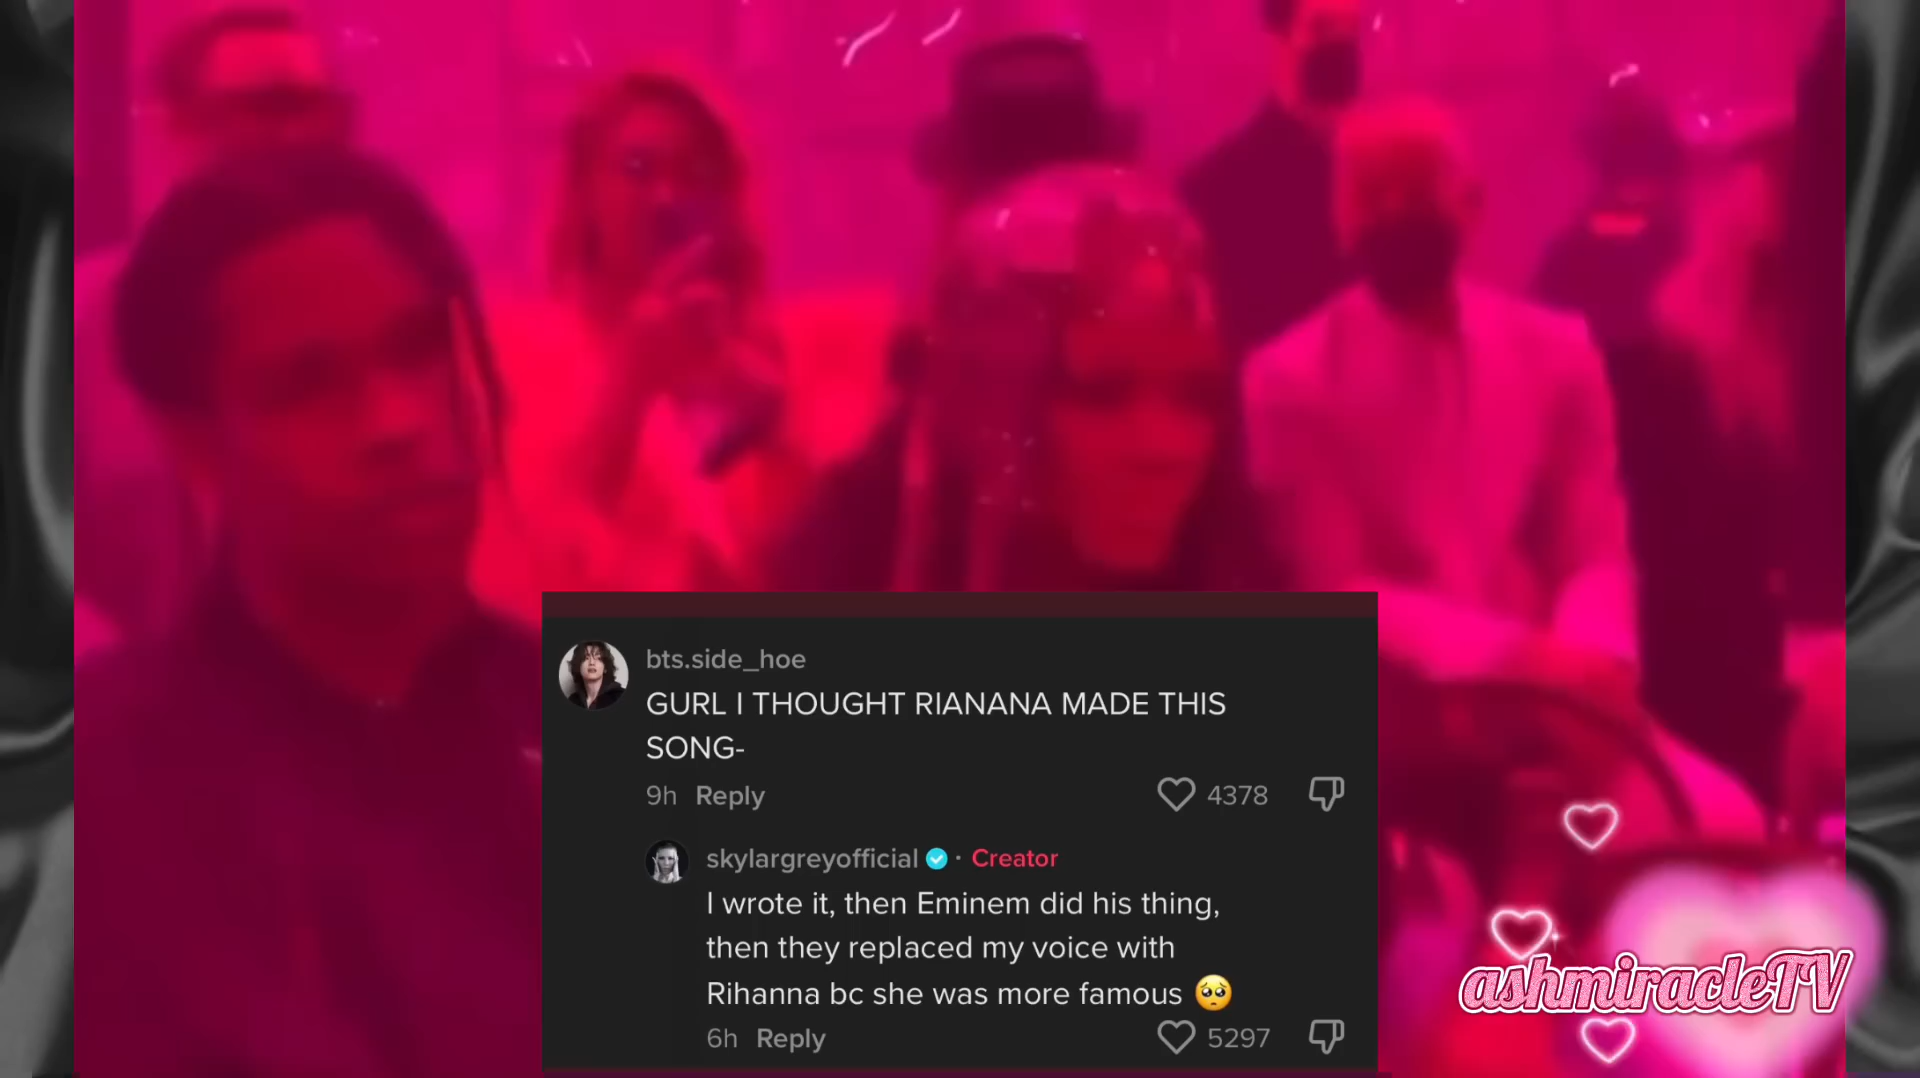 bts.side_hoe
GURL I THOUGHT RIANANA MADE THIS
SONG-
9h Reply 4378
skylargreyofficial · Creator
I wrote it, then Eminem did his thing,
then they replaced my voice with
Rihanna bc she was more famous 🥺
6h Reply 5297
ashmiracleTV